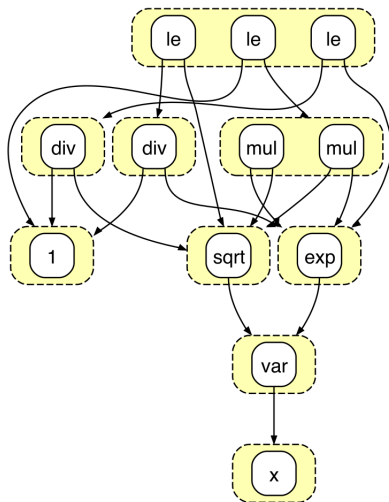 le le le
div div mul mul
1 sqrt exp
var
x